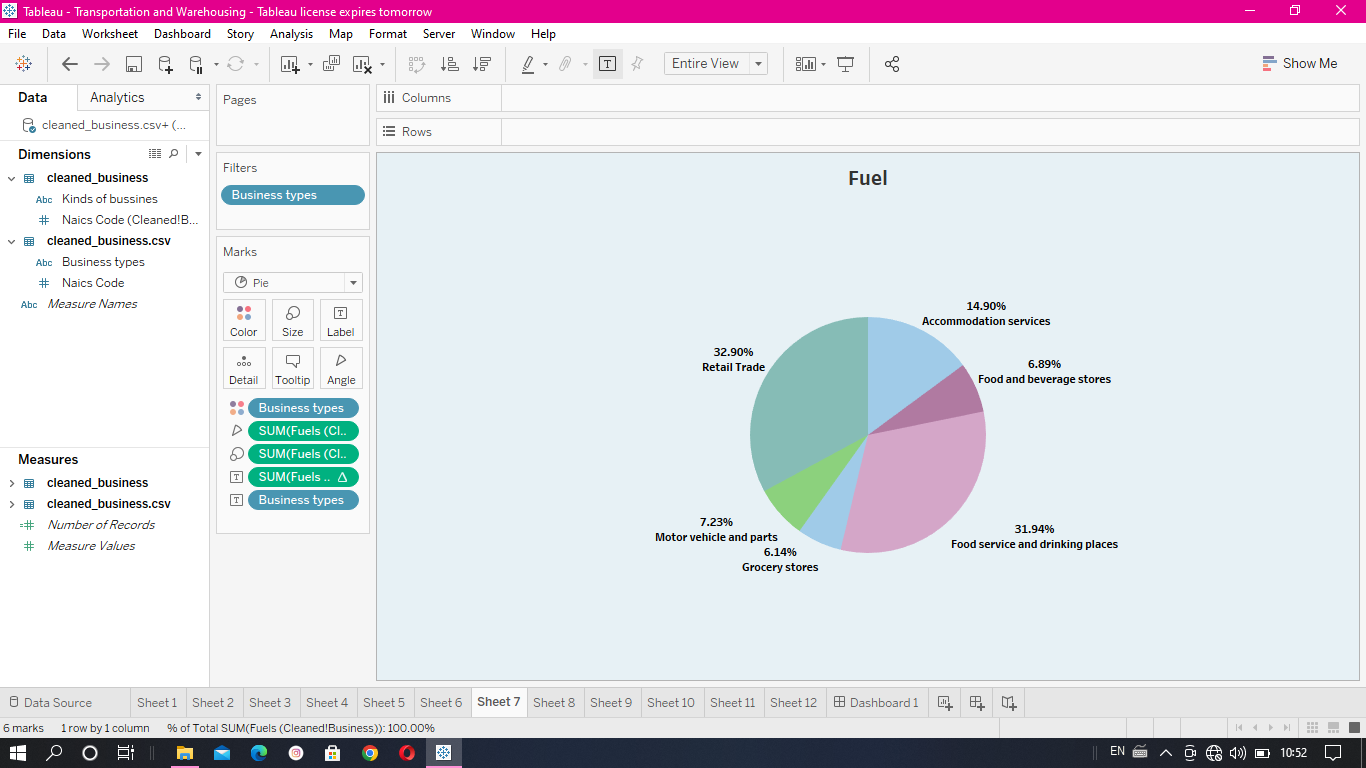 Tableau - Transportation and Warehousing - Tableau license expires tomorrow
File Data Worksheet Dashboard Story Analysis Map Format Server Window Help
Entire View
Show Me
Data
Analytics
cleaned_business.csv+ (...
Dimensions
cleaned_business
Abc Kinds of bussines
# Naics Code (Cleaned!B...
cleaned_business.csv
Abc Business types
# Naics Code
Abc Measure Names
Measures
cleaned_business
cleaned_business.csv
=# Number of Records
# Measure Values
Pages
Filters
Business types
Marks
Pie
Color Size Label
Detail Tooltip Angle
Business types
SUM(Fuels (Cl..
SUM(Fuels (Cl..
SUM(Fuels .. △
Business types
Columns
Rows
Fuel
14.90%
Accommodation services
6.89%
Food and beverage stores
31.94%
Food service and drinking places
6.14%
Grocery stores
7.23%
Motor vehicle and parts
32.90%
Retail Trade
Data Source Sheet 1 Sheet 2 Sheet 3 Sheet 4 Sheet 5 Sheet 6 Sheet 7 Sheet 8 Sheet 9 Sheet 10 Sheet 11 Sheet 12 Dashboard 1
6 marks 1 row by 1 column % of Total SUM(Fuels (Cleaned!Business)): 100.00%
EN 10:52